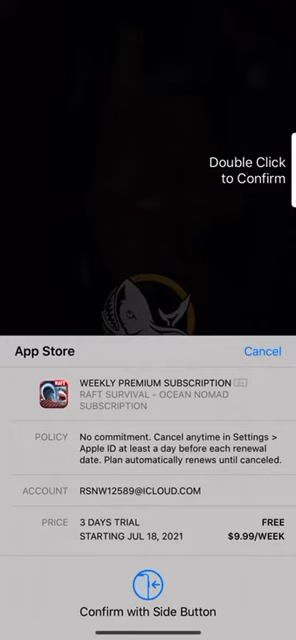 Double Click
to Confirm
App Store
Cancel
WEEKLY PREMIUM SUBSCRIPTION
RAFT SURVIVAL - OCEAN NOMAD
SUBSCRIPTION
POLICY
No commitment. Cancel anytime in Settings >
Apple ID at least a day before each renewal
date. Plan automatically renews until canceled.
ACCOUNT
RSNW12589@ICLOUD.COM
PRICE
3 DAYS TRIAL
FREE
STARTING JUL 18, 2021
$9.99/WEEK
Confirm with Side Button